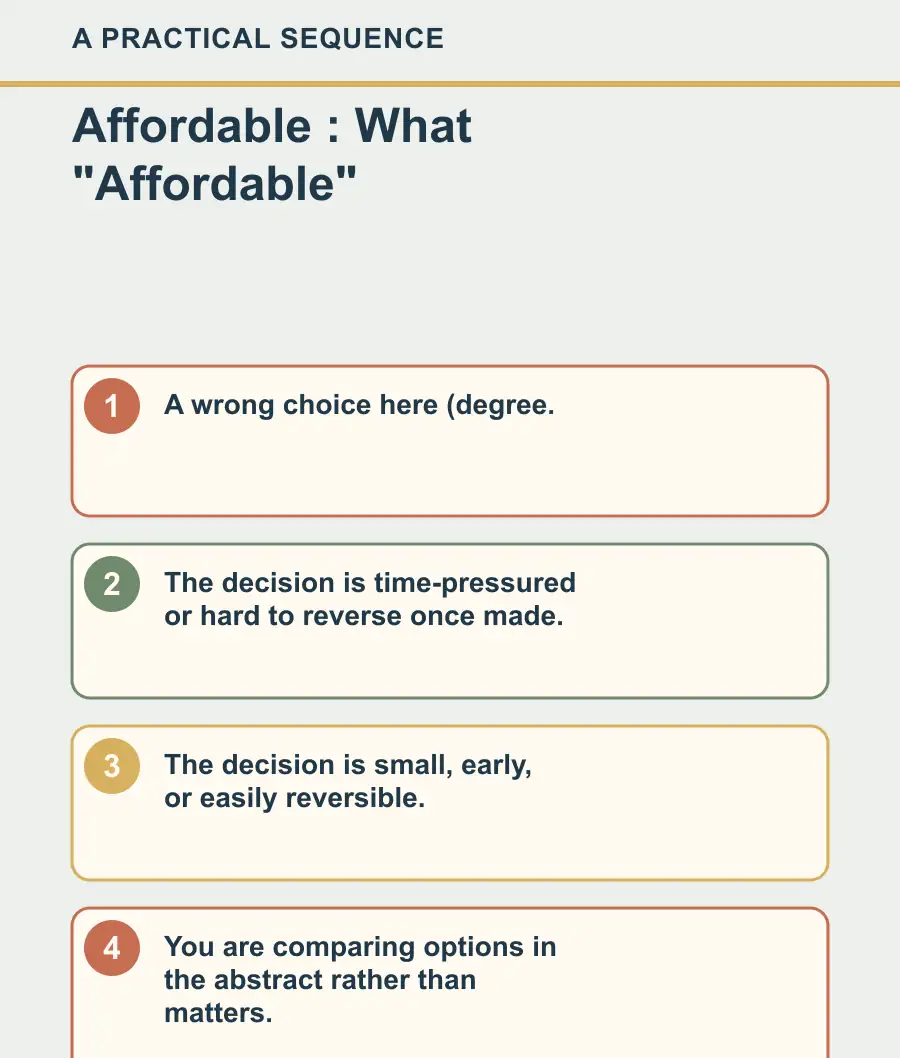 A PRACTICAL SEQUENCE
Affordable : What
"Affordable"
1
A wrong choice here (degree.
2
The decision is time-pressured
or hard to reverse once made.
3
The decision is small, early,
or easily reversible.
4
You are comparing options in
the abstract rather than
matters.